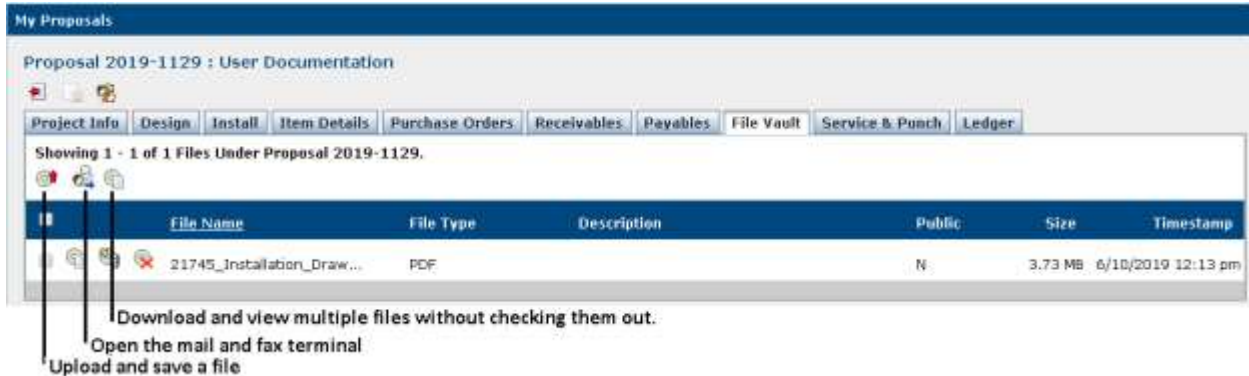 My Proposals
Proposal 2019-1129 : User Documentation
Project Info Design Install Item Details Purchase Orders Receivables Payables File Vault Service & Punch Ledger
Showing 1 - 1 of 1 Files Under Proposal 2019-1129.
File Name File Type Description Public Size Timestamp
21745_Installation_Draw... PDF N 3.73 MB 6/10/2019 12:13 pm
Download and view multiple files without checking them out.
Open the mail and fax terminal
Upload and save a file